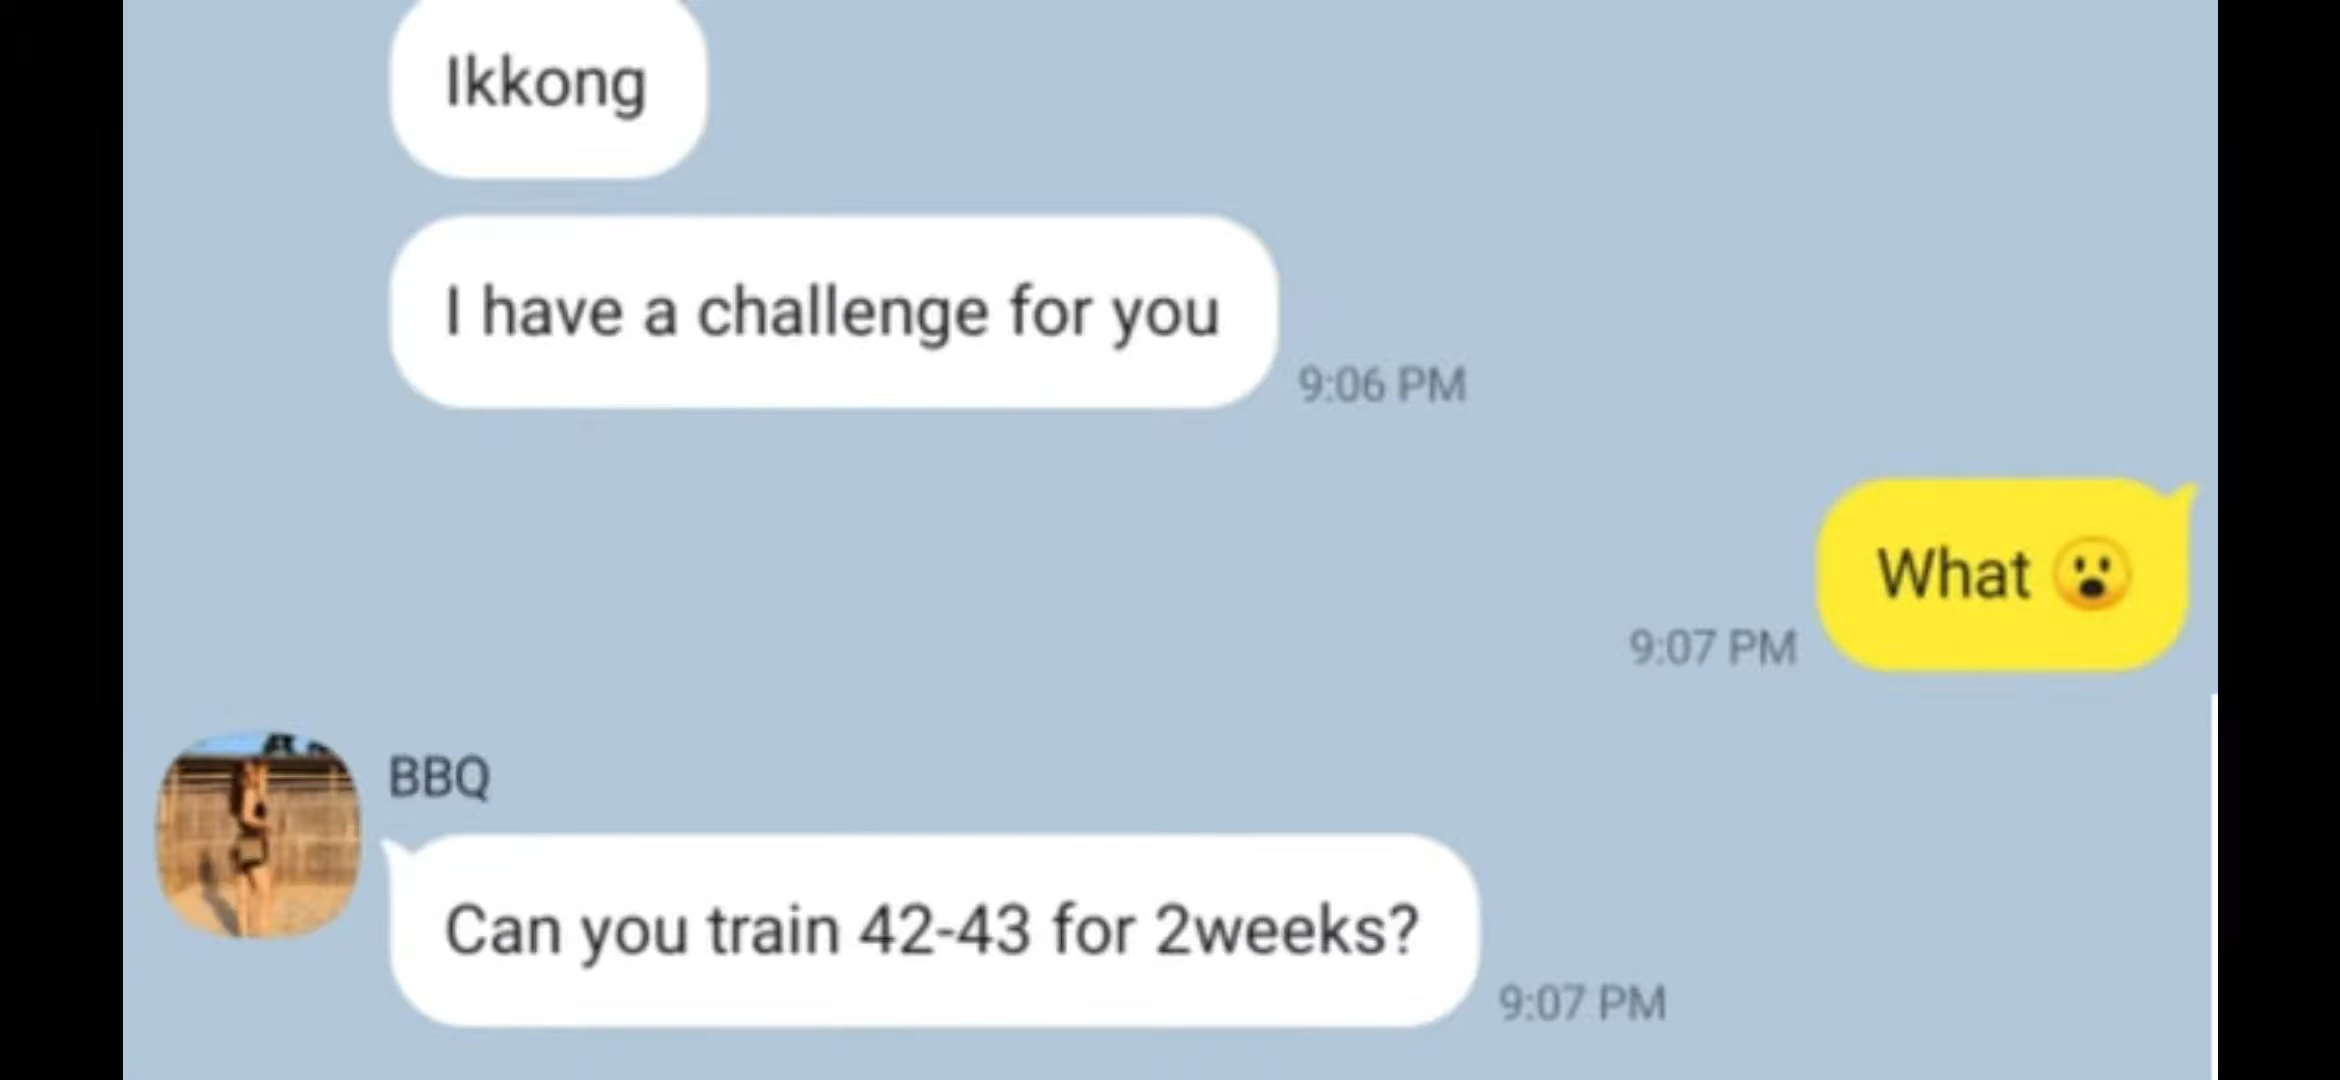 Ikkong
I have a challenge for you
9:06 PM
What 😮
9:07 PM
BBQ
Can you train 42-43 for 2weeks?
9:07 PM